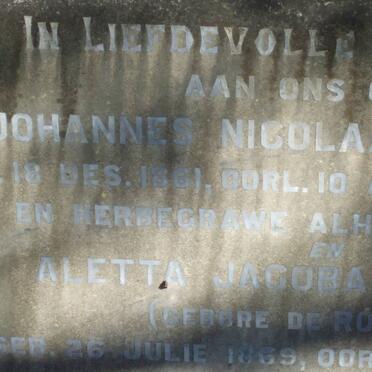 IN LIEFDEVOLLE
AAN ONS
JOHANNES NICOLA
18 DES. 1861, OORL. 10
EN HERBEGRAWE ALH
EN
ALETTA JACOBA
(GEBORE DE RO
GEB. 26 JULIE 1869, OOR